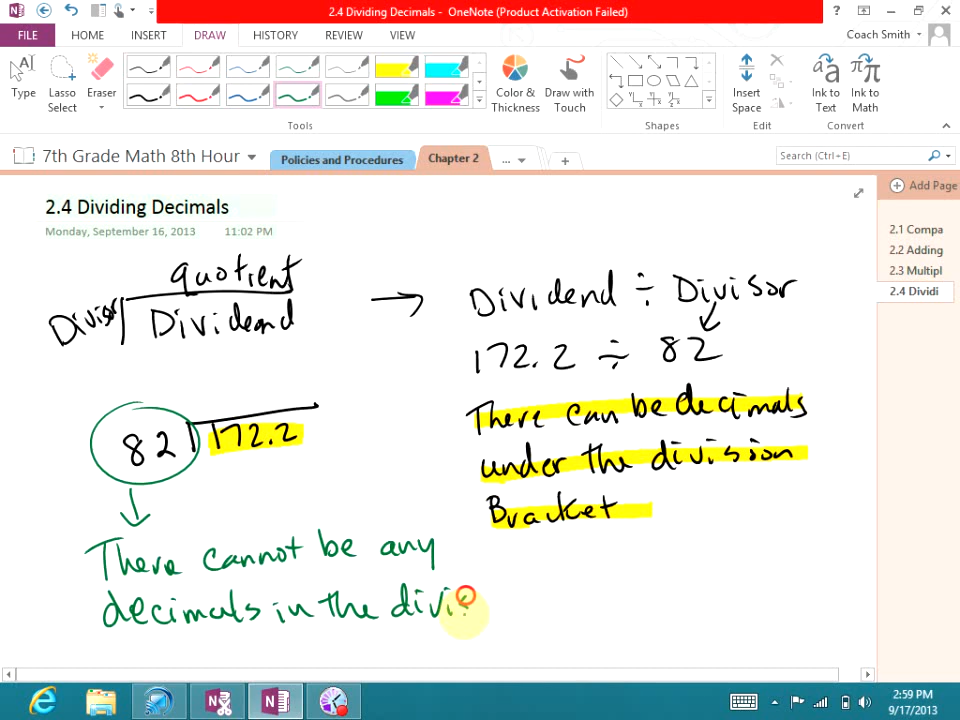 2.4 Dividing Decimals - OneNote (Product Activation Failed)
FILE HOME INSERT DRAW HISTORY REVIEW VIEW
Coach Smith
Type
Lasso Select
Eraser
Color & Thickness
Draw with Touch
Insert Space
Ink to Text
Ink to Math
Tools
Shapes
Edit
Convert
7th Grade Math 8th Hour
Policies and Procedures
Chapter 2
...
Search (Ctrl+E)
Add Page
2.1 Compa
2.2 Adding
2.3 Multipl
2.4 Dividi
2.4 Dividing Decimals
Monday, September 16, 2013 11:02 PM
quotient
Divisor Dividend
→ Dividend ÷ Divisor
172.2 ÷ 82
82 172.2
There can be decimals
under the division
Bracket
There cannot be any
decimals in the divis
2:59 PM
9/17/2013